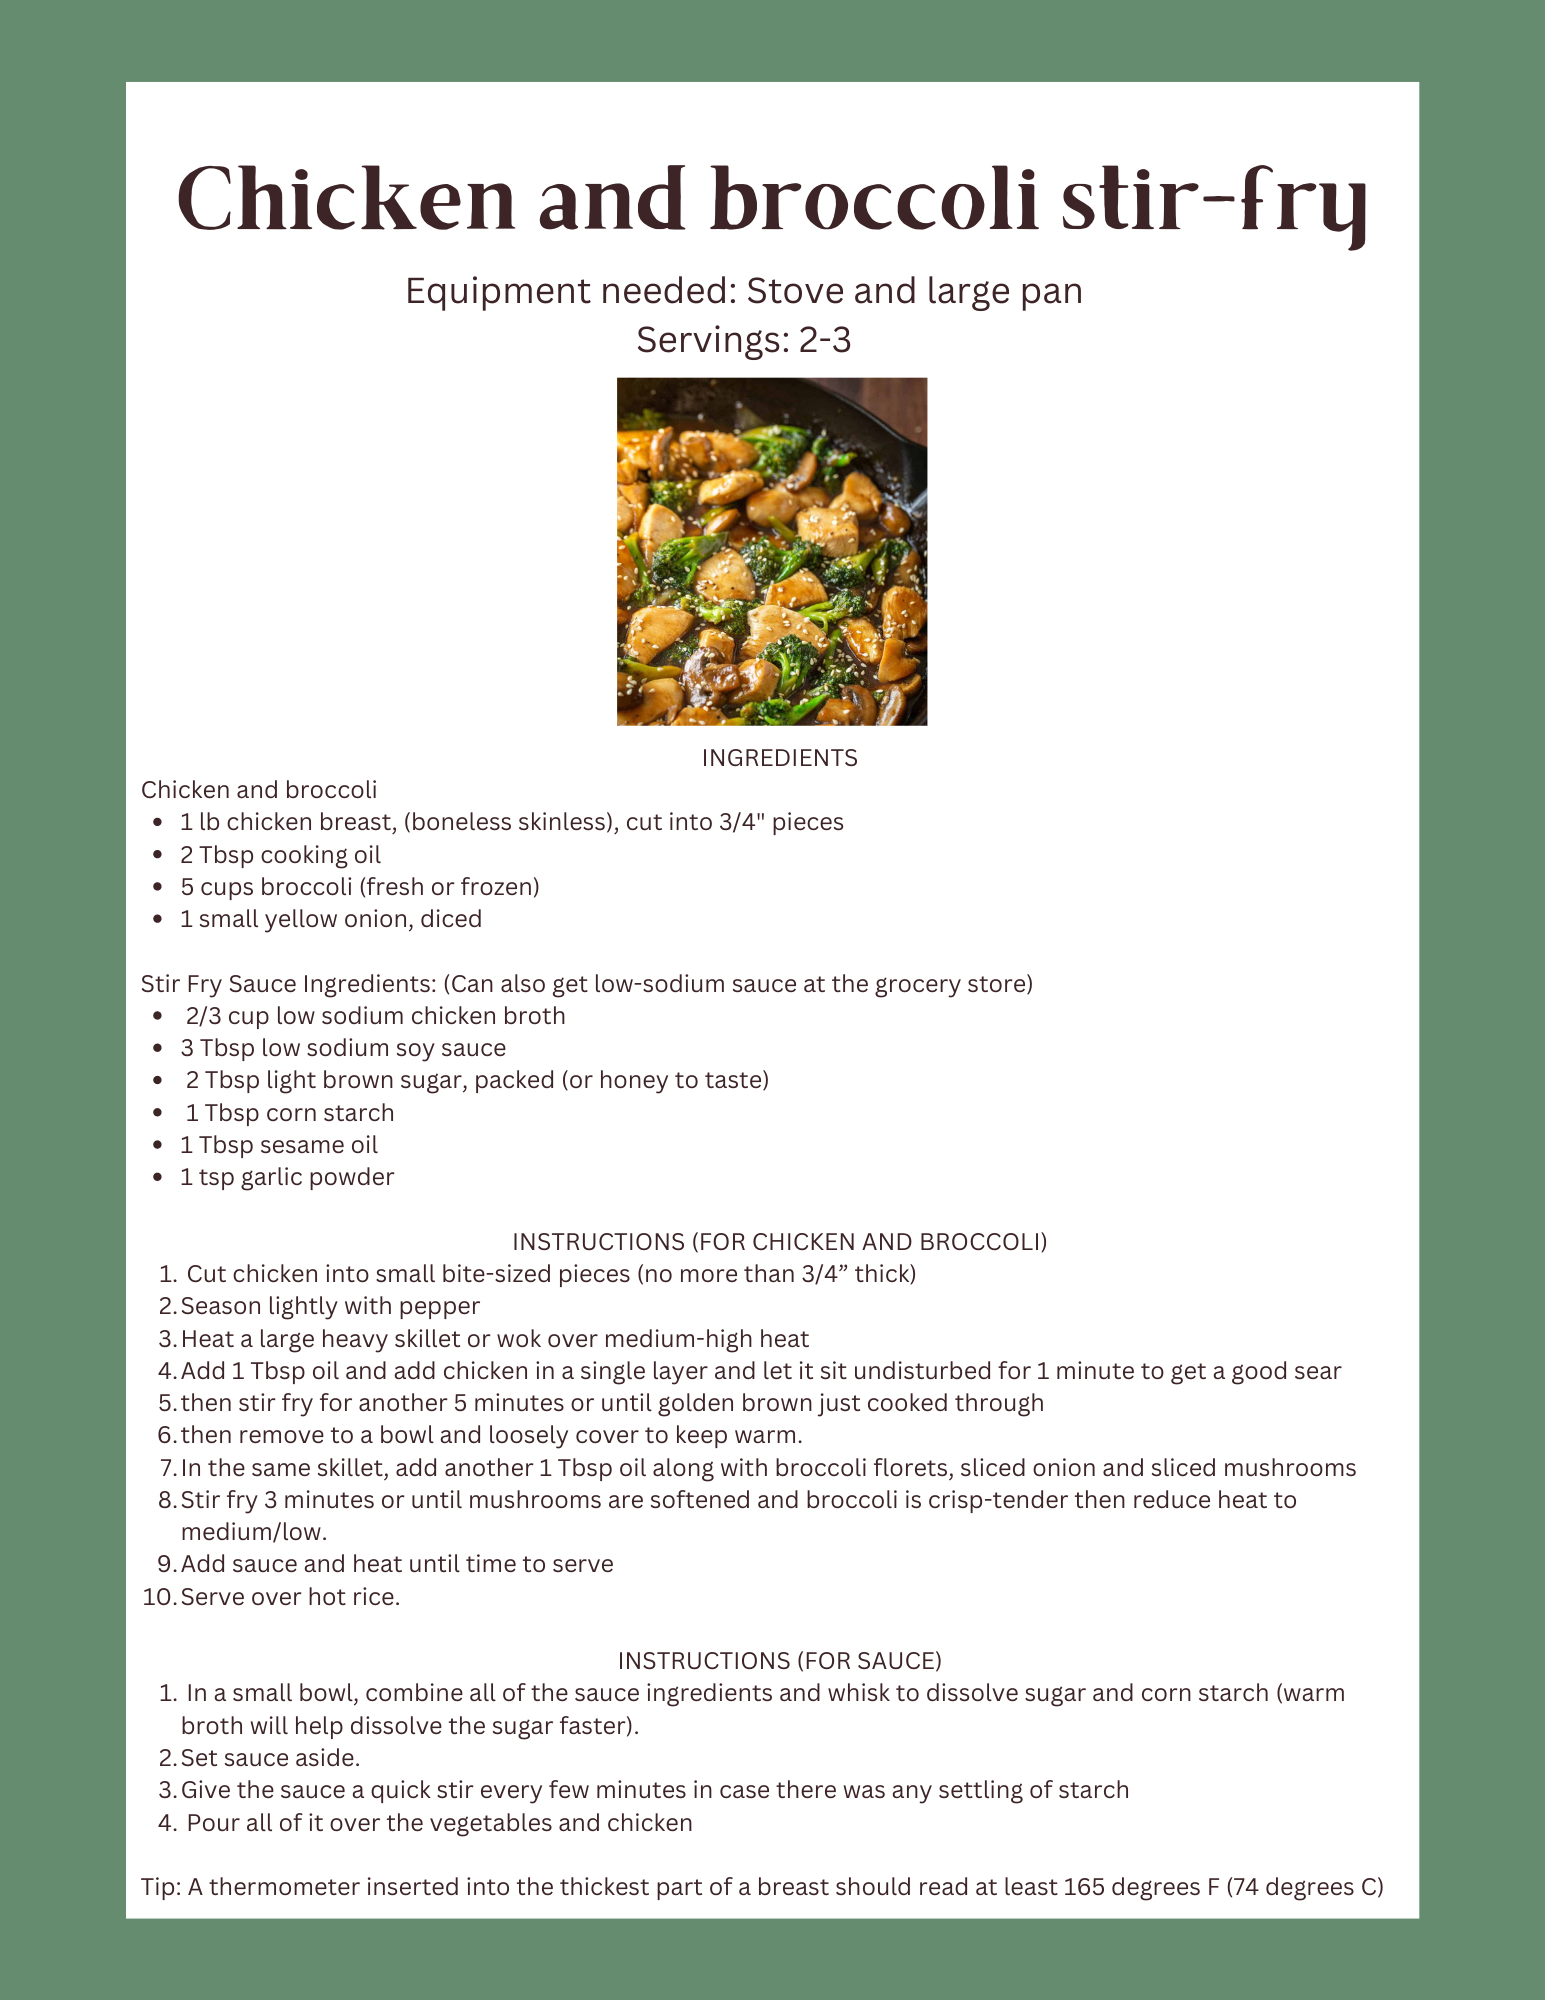 Chicken and broccoli stir-fry
Equipment needed: Stove and large pan
Servings: 2-3
INGREDIENTS
Chicken and broccoli
• 1 lb chicken breast, (boneless skinless), cut into 3/4" pieces
• 2 Tbsp cooking oil
• 5 cups broccoli (fresh or frozen)
• 1 small yellow onion, diced
Stir Fry Sauce Ingredients: (Can also get low-sodium sauce at the grocery store)
• 2/3 cup low sodium chicken broth
• 3 Tbsp low sodium soy sauce
• 2 Tbsp light brown sugar, packed (or honey to taste)
• 1 Tbsp corn starch
• 1 Tbsp sesame oil
• 1 tsp garlic powder
INSTRUCTIONS (FOR CHICKEN AND BROCCOLI)
1. Cut chicken into small bite-sized pieces (no more than 3/4” thick)
2. Season lightly with pepper
3. Heat a large heavy skillet or wok over medium-high heat
4. Add 1 Tbsp oil and add chicken in a single layer and let it sit undisturbed for 1 minute to get a good sear
5. then stir fry for another 5 minutes or until golden brown just cooked through
6. then remove to a bowl and loosely cover to keep warm.
7. In the same skillet, add another 1 Tbsp oil along with broccoli florets, sliced onion and sliced mushrooms
8. Stir fry 3 minutes or until mushrooms are softened and broccoli is crisp-tender then reduce heat to
medium/low.
9. Add sauce and heat until time to serve
10. Serve over hot rice.
INSTRUCTIONS (FOR SAUCE)
1. In a small bowl, combine all of the sauce ingredients and whisk to dissolve sugar and corn starch (warm
broth will help dissolve the sugar faster).
2. Set sauce aside.
3. Give the sauce a quick stir every few minutes in case there was any settling of starch
4. Pour all of it over the vegetables and chicken
Tip: A thermometer inserted into the thickest part of a breast should read at least 165 degrees F (74 degrees C)